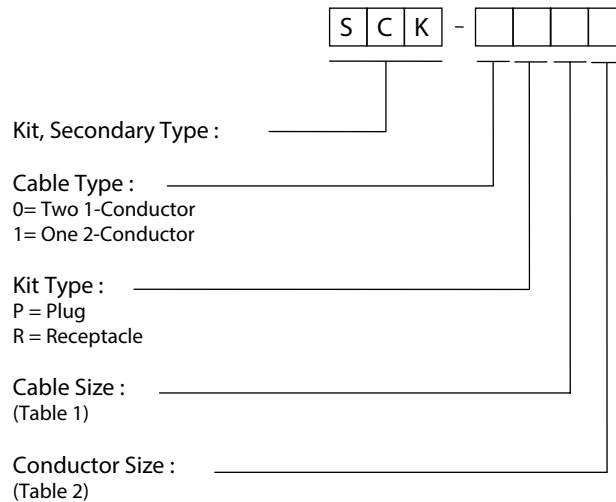 S C K -
Kit, Secondary Type :
Cable Type :
0= Two 1-Conductor
1= One 2-Conductor
Kit Type :
P = Plug
R = Receptacle
Cable Size :
(Table 1)
Conductor Size :
(Table 2)